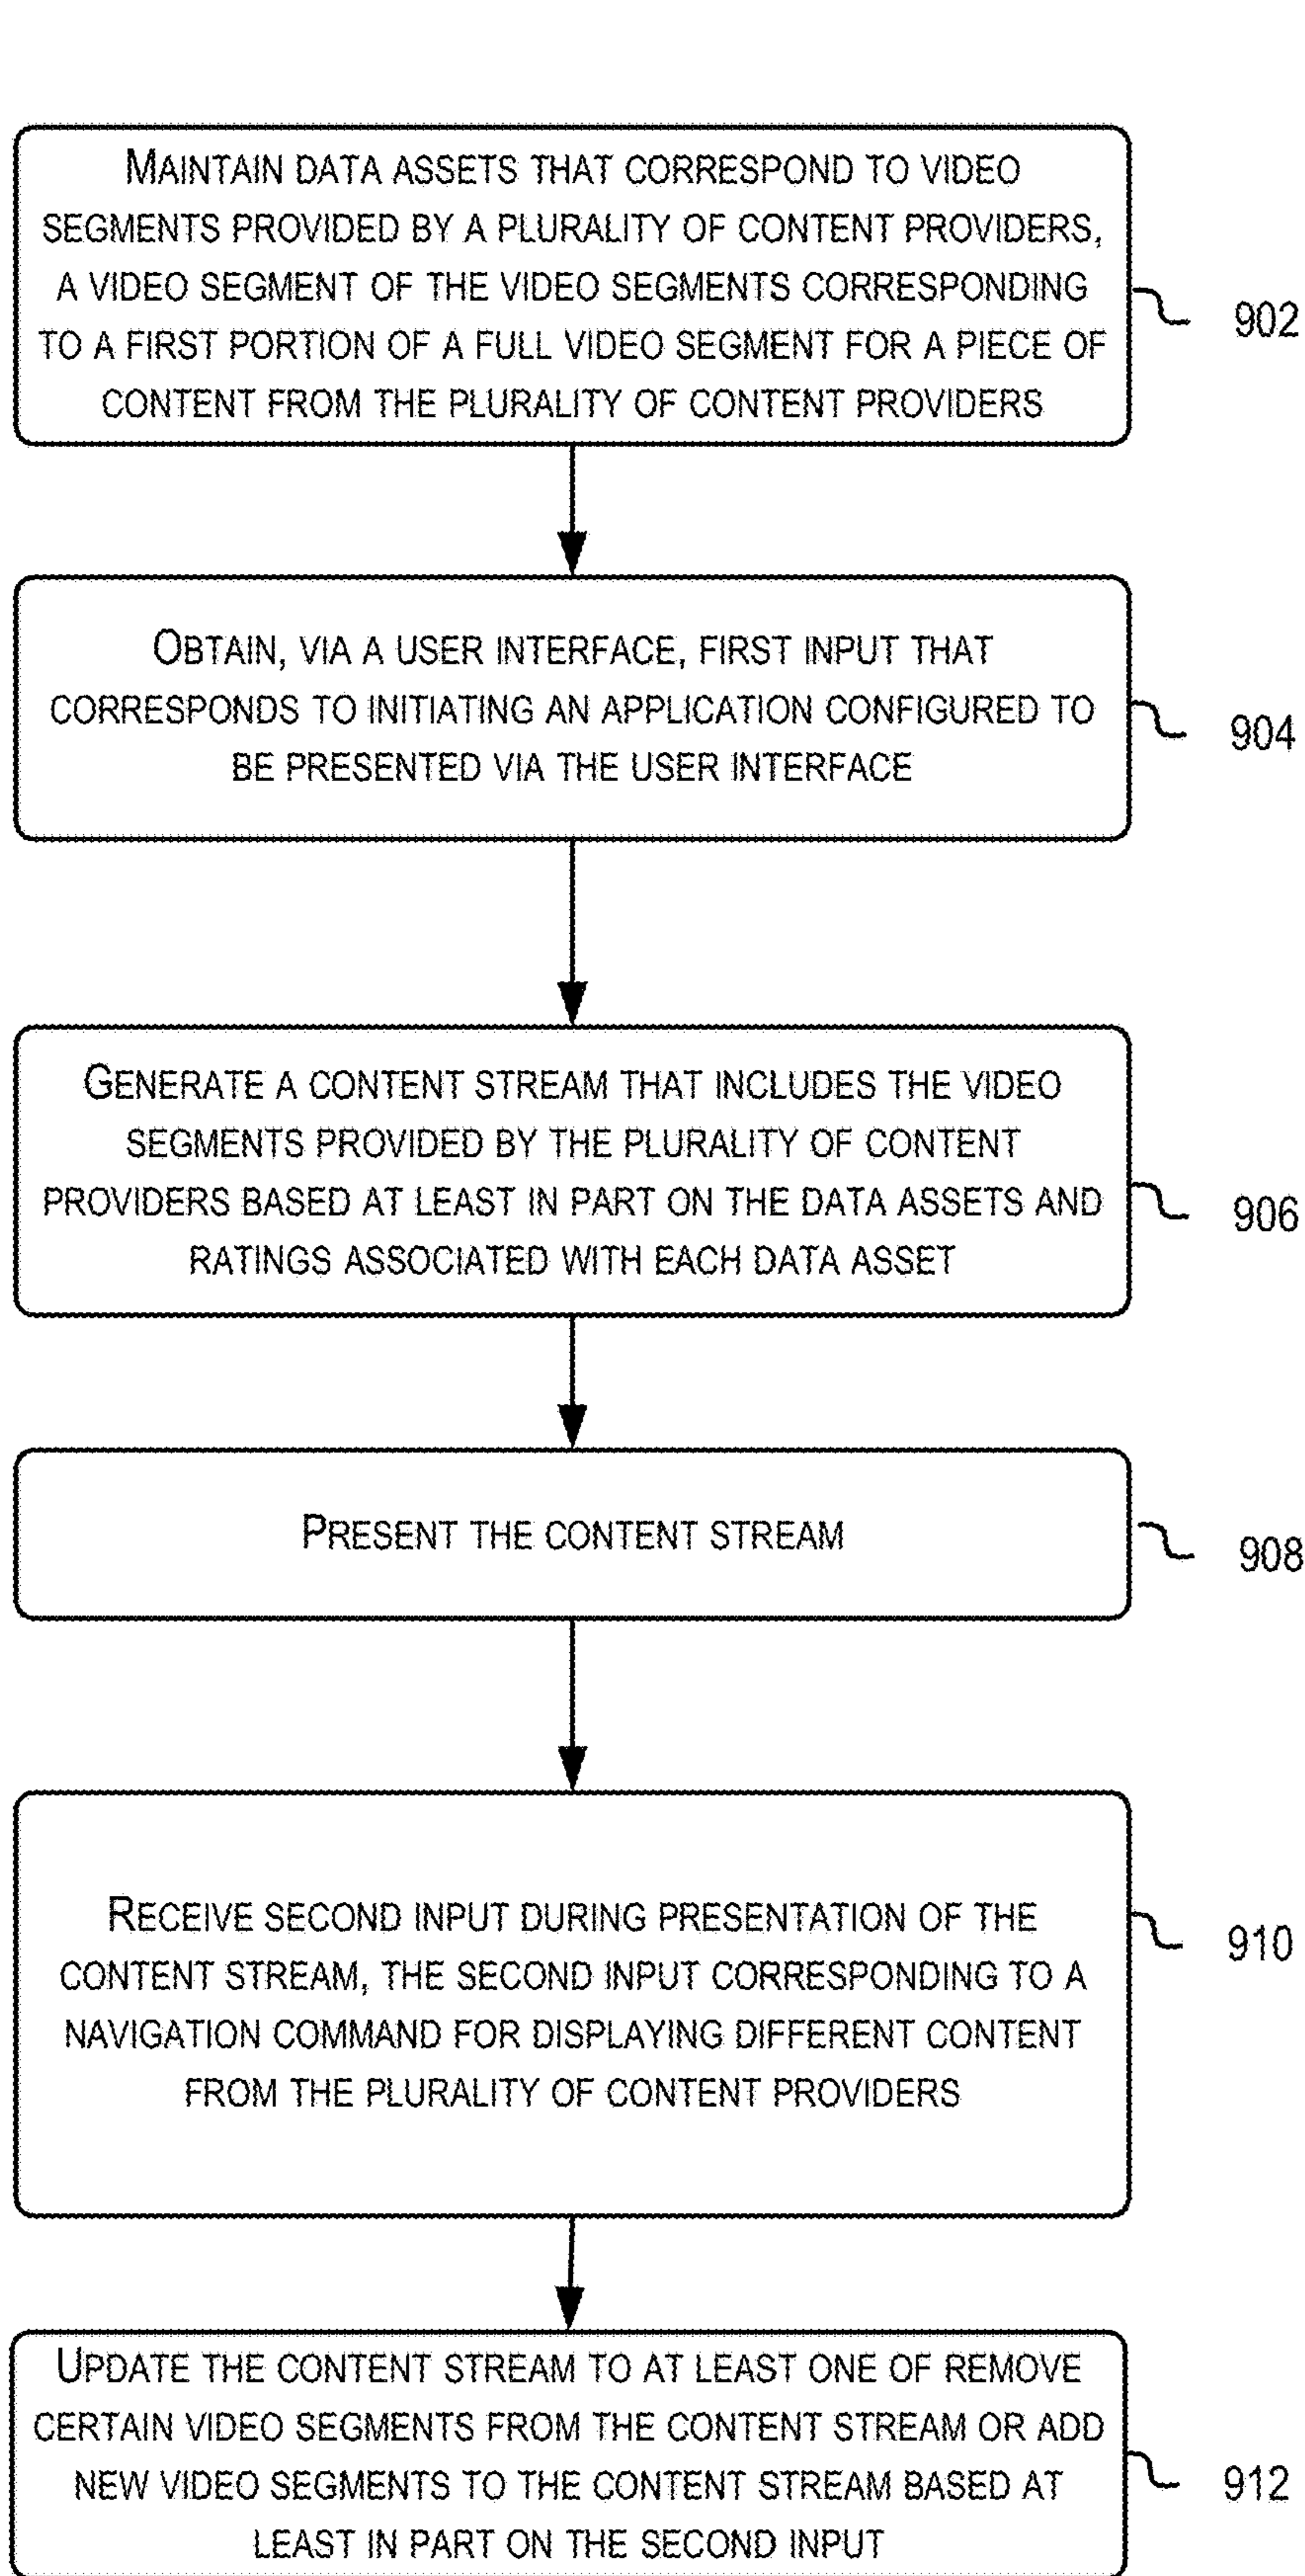 MAINTAIN DATA ASSETS THAT CORRESPOND TO VIDEO
SEGMENTS PROVIDED BY A PLURALITY OF CONTENT PROVIDERS,
A VIDEO SEGMENT OF THE VIDEO SEGMENTS CORRESPONDING
TO A FIRST PORTION OF A FULL VIDEO SEGMENT FOR A PIECE OF
CONTENT FROM THE PLURALITY OF CONTENT PROVIDERS
902
OBTAIN, VIA A USER INTERFACE, FIRST INPUT THAT
CORRESPONDS TO INITIATING AN APPLICATION CONFIGURED TO
BE PRESENTED VIA THE USER INTERFACE
904
GENERATE A CONTENT STREAM THAT INCLUDES THE VIDEO
SEGMENTS PROVIDED BY THE PLURALITY OF CONTENT
PROVIDERS BASED AT LEAST IN PART ON THE DATA ASSETS AND
RATINGS ASSOCIATED WITH EACH DATA ASSET
906
PRESENT THE CONTENT STREAM
908
RECEIVE SECOND INPUT DURING PRESENTATION OF THE
CONTENT STREAM, THE SECOND INPUT CORRESPONDING TO A
NAVIGATION COMMAND FOR DISPLAYING DIFFERENT CONTENT
FROM THE PLURALITY OF CONTENT PROVIDERS
910
UPDATE THE CONTENT STREAM TO AT LEAST ONE OF REMOVE
CERTAIN VIDEO SEGMENTS FROM THE CONTENT STREAM OR ADD
NEW VIDEO SEGMENTS TO THE CONTENT STREAM BASED AT
LEAST IN PART ON THE SECOND INPUT
912